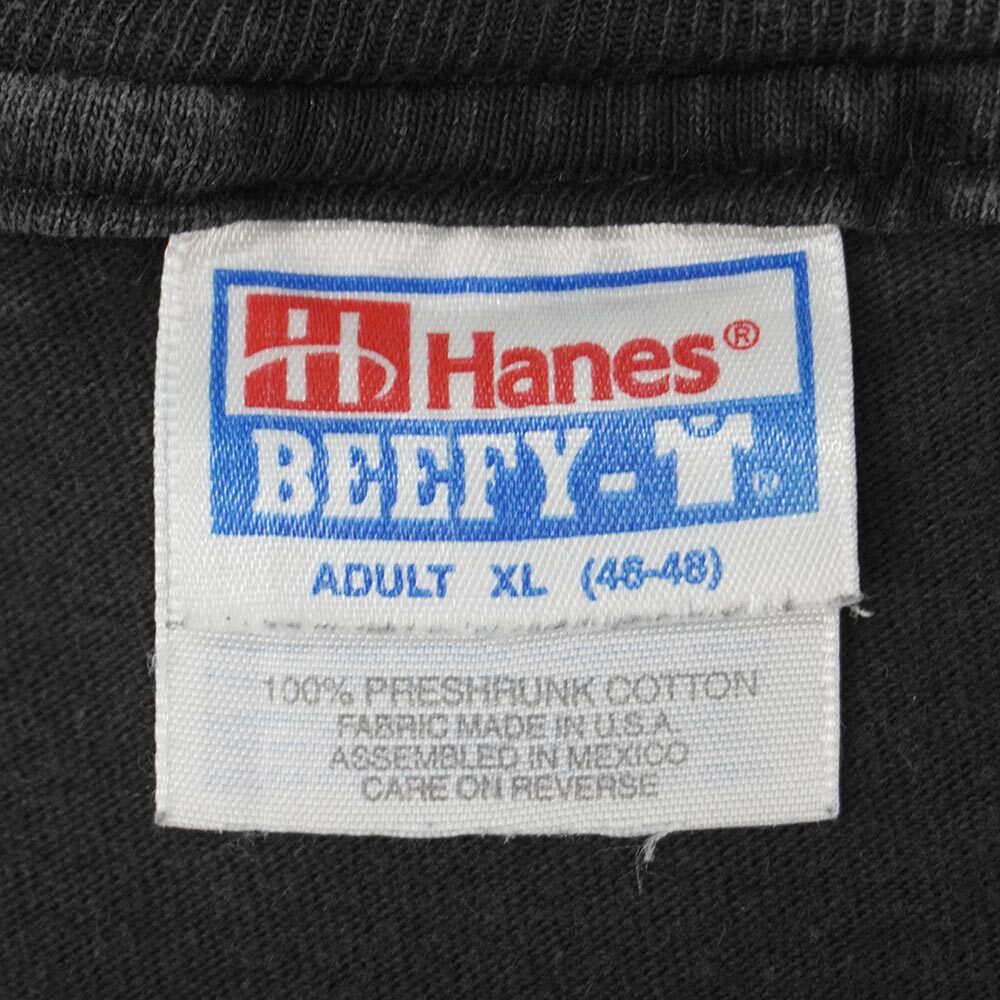 H Hanes®
BEEFY-T®
ADULT XL (46-48)
100% PRESHRUNK COTTON
FABRIC MADE IN U.S.A.
ASSEMBLED IN MEXICO
CARE ON REVERSE